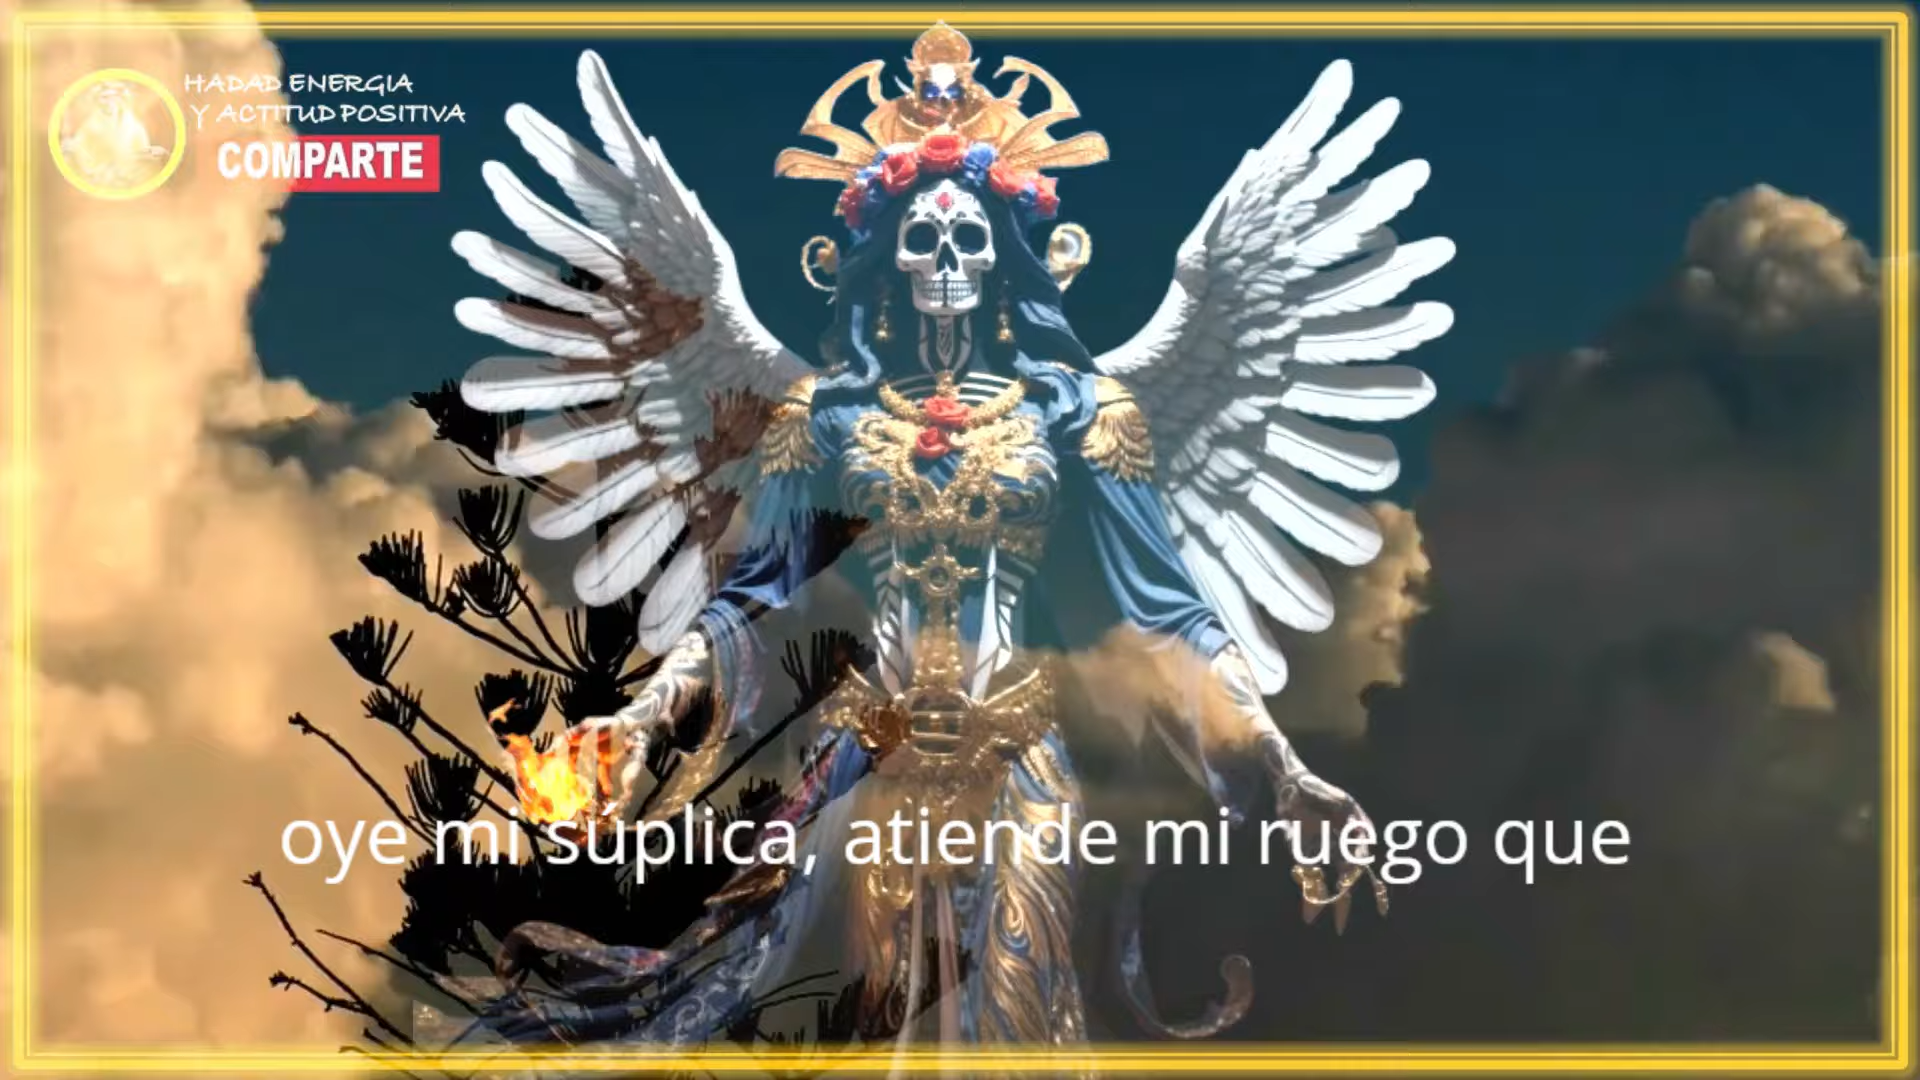 HADAD ENERGIA
Y ACTITUD POSITIVA
COMPARTE
oye mi súplica, atiende mi ruego que